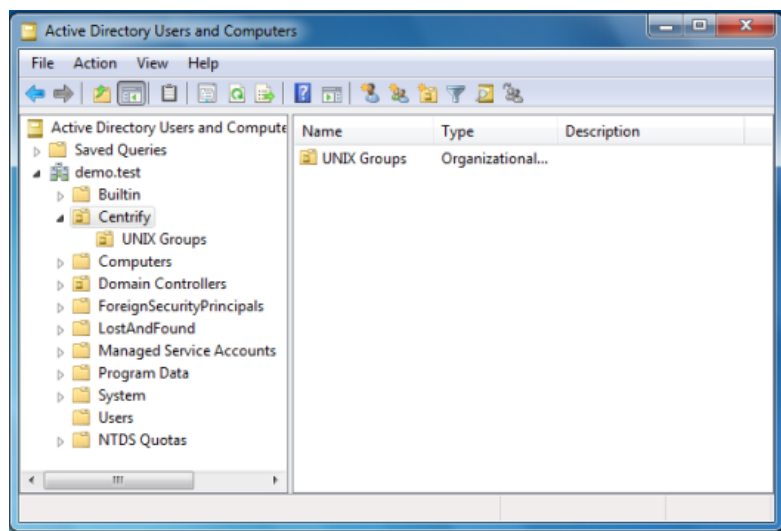 Active Directory Users and Computers
File Action View Help
Active Directory Users and Compute
Saved Queries
demo.test
Builtin
Centrify
UNIX Groups
Computers
Domain Controllers
ForeignSecurityPrincipals
LostAndFound
Managed Service Accounts
Program Data
System
Users
NTDS Quotas
Name Type Description
UNIX Groups Organizational...